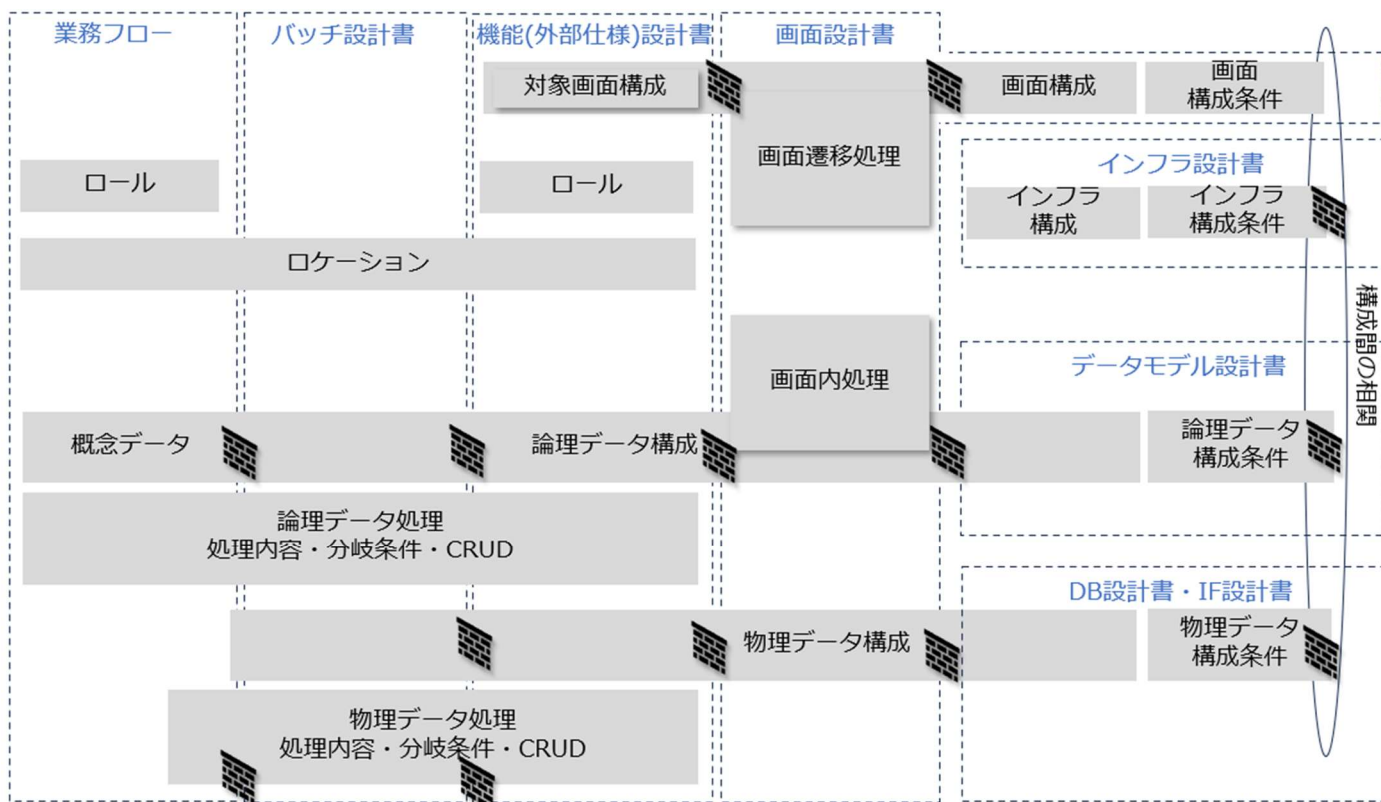 業務フロー
バッチ設計書
機能(外部仕様)設計書
画面設計書
対象画面構成
画面構成
画面
構成条件
画面遷移処理
インフラ設計書
ロール
ロール
インフラ
構成
インフラ
構成条件
ロケーション
構成間の相関
データモデル設計書
画面内処理
概念データ
論理データ構成
論理データ
構成条件
論理データ処理
処理内容・分岐条件・CRUD
DB設計書・IF設計書
物理データ構成
物理データ
構成条件
物理データ処理
処理内容・分岐条件・CRUD